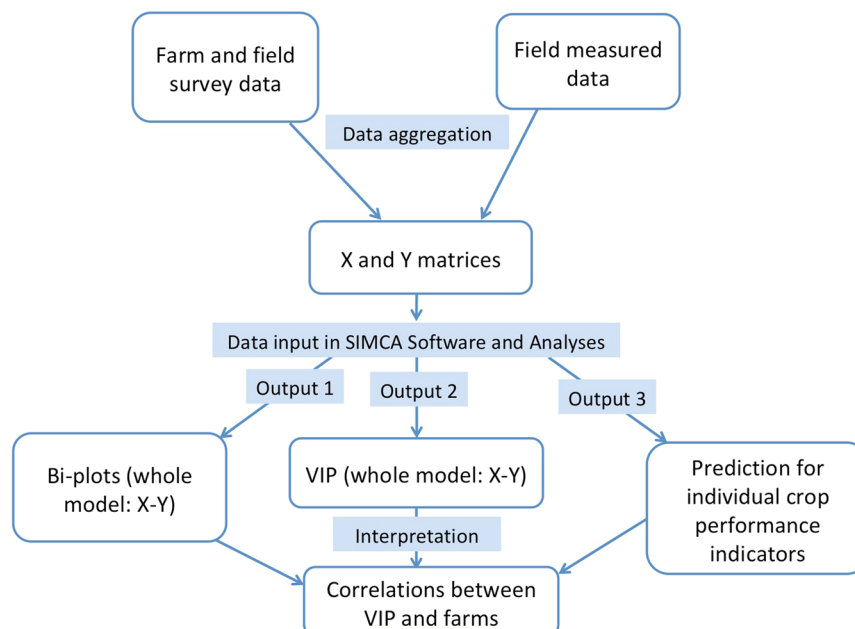 Farm and field
survey data
Field measured
data
Data aggregation
X and Y matrices
Data input in SIMCA Software and Analyses
Output 1
Output 2
Output 3
Bi-plots (whole
model: X-Y)
VIP (whole model: X-Y)
Prediction for
individual crop
performance
indicators
Interpretation
Correlations between
VIP and farms